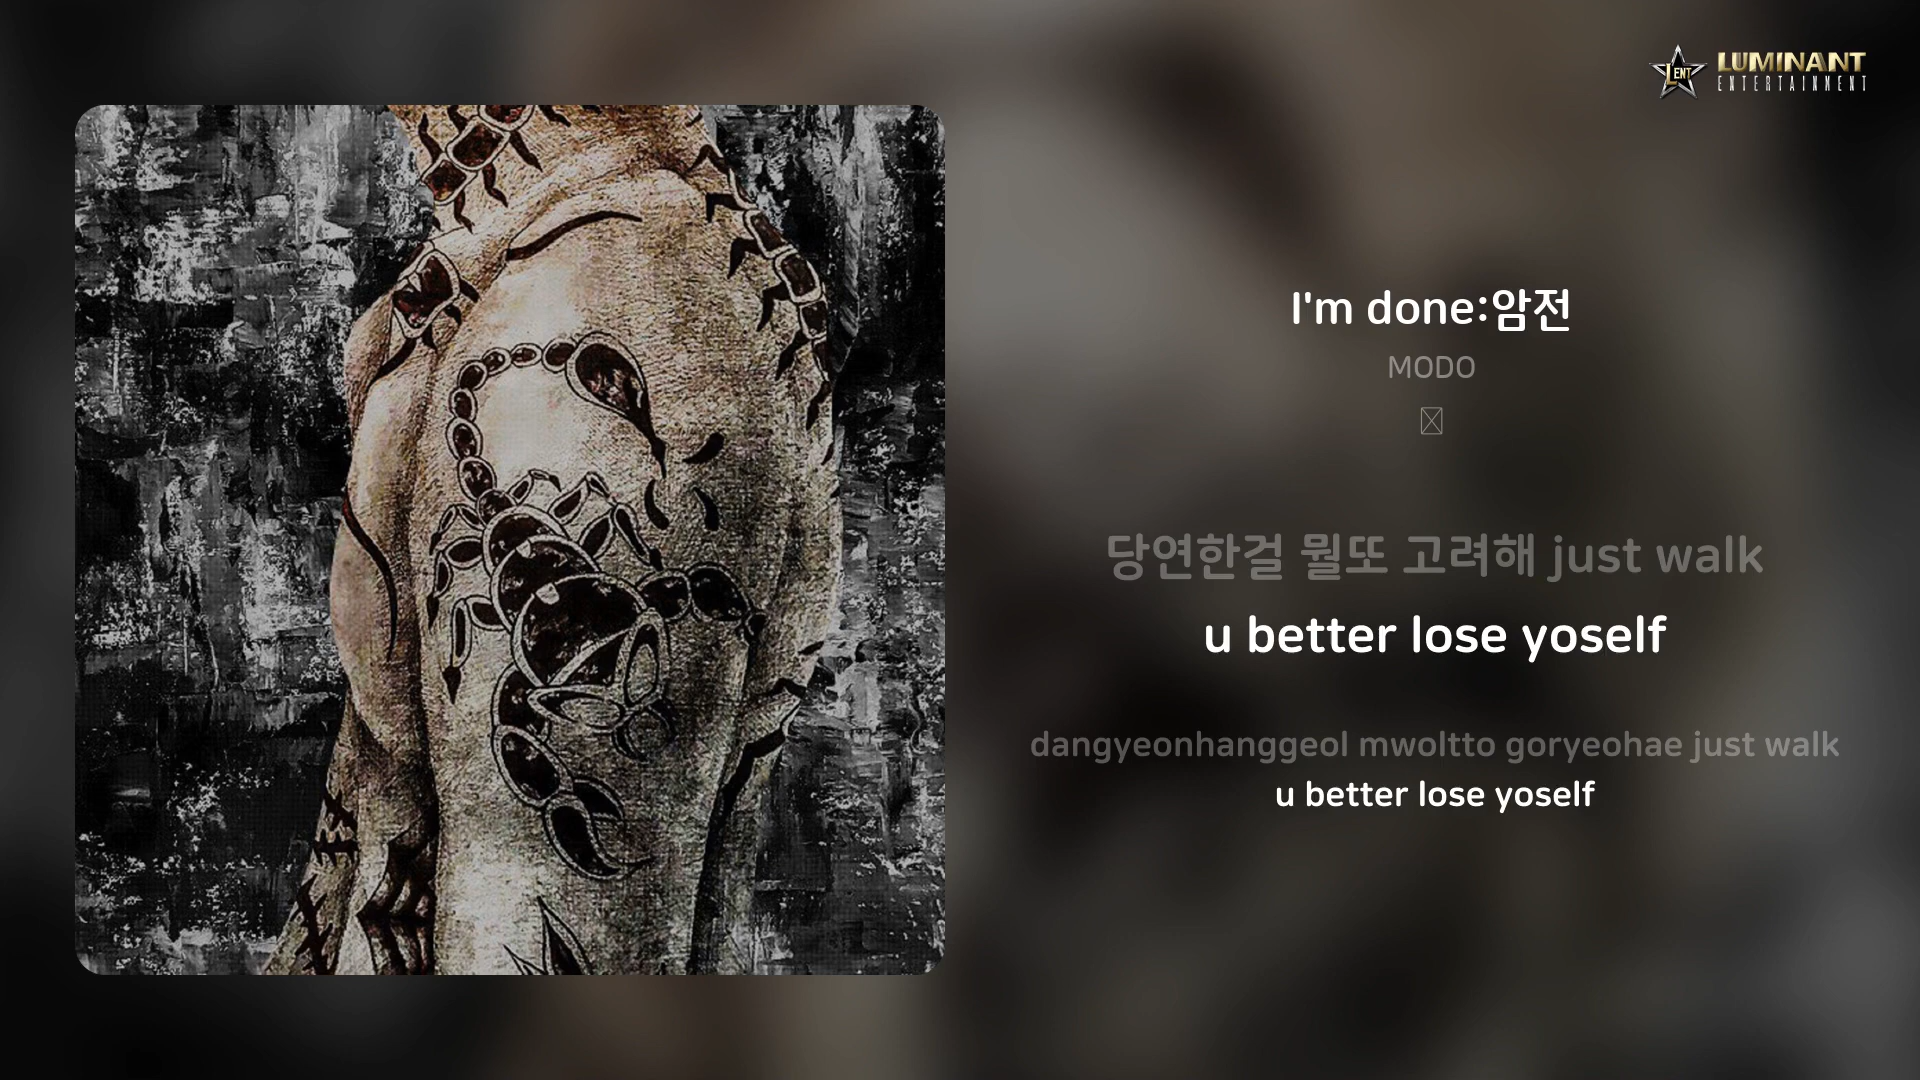 LENT
LUMINANT
ENTERTAINMENT
I'm done:암전
MODO
당연한걸 뭘또 고려해 just walk
u better lose yoself
dangyeonhanggeol mwoltto goryeohae just walk
u better lose yoself